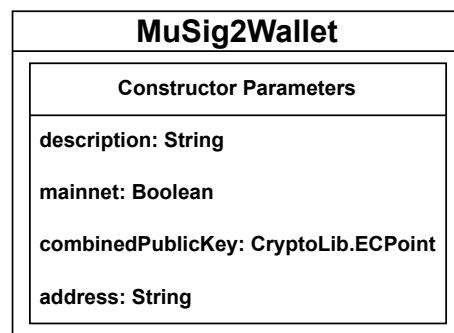 MuSig2Wallet
Constructor Parameters
description: String
mainnet: Boolean
combinedPublicKey: CryptoLib.ECPoint
address: String